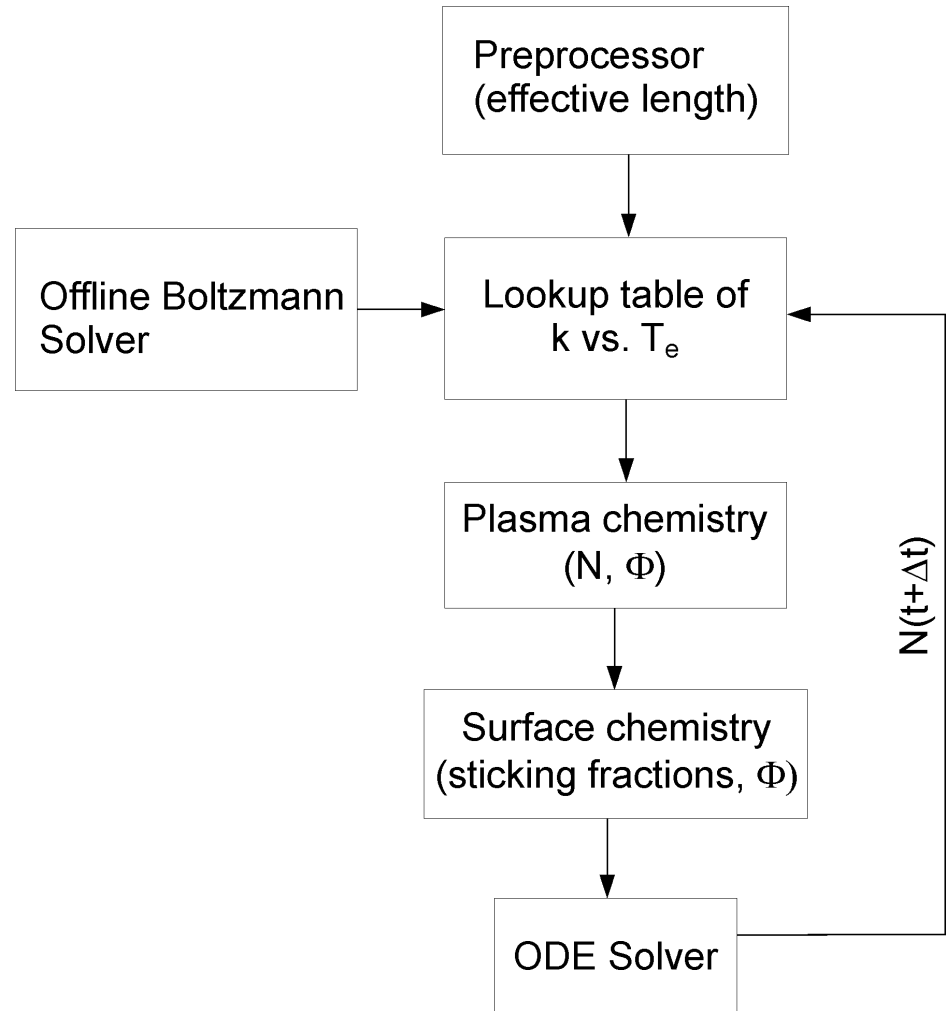 Preprocessor
(effective length)
Offline Boltzmann
Solver
Lookup table of
k vs. Tₑ
Plasma chemistry
(N, Φ)
Surface chemistry
(sticking fractions, Φ)
ODE Solver
N(t+Δt)